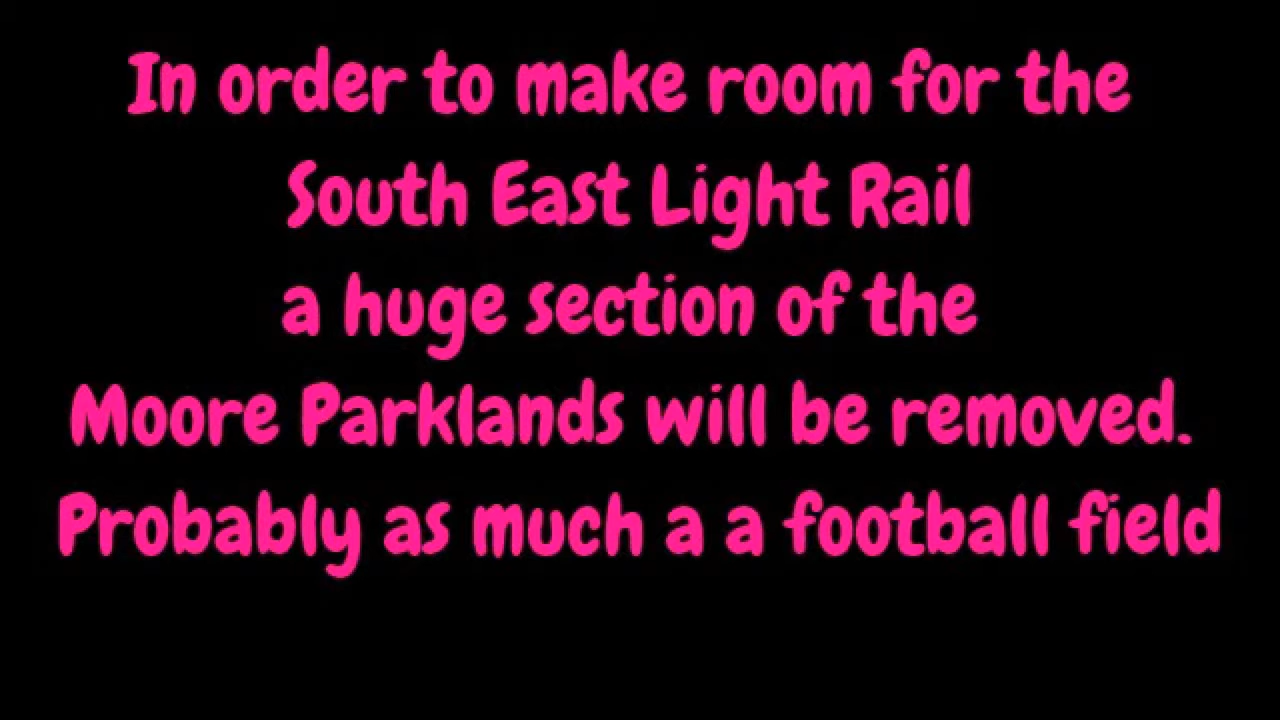 In order to make room for the
South East Light Rail
a huge section of the
Moore Parklands will be removed.
Probably as much a a football field